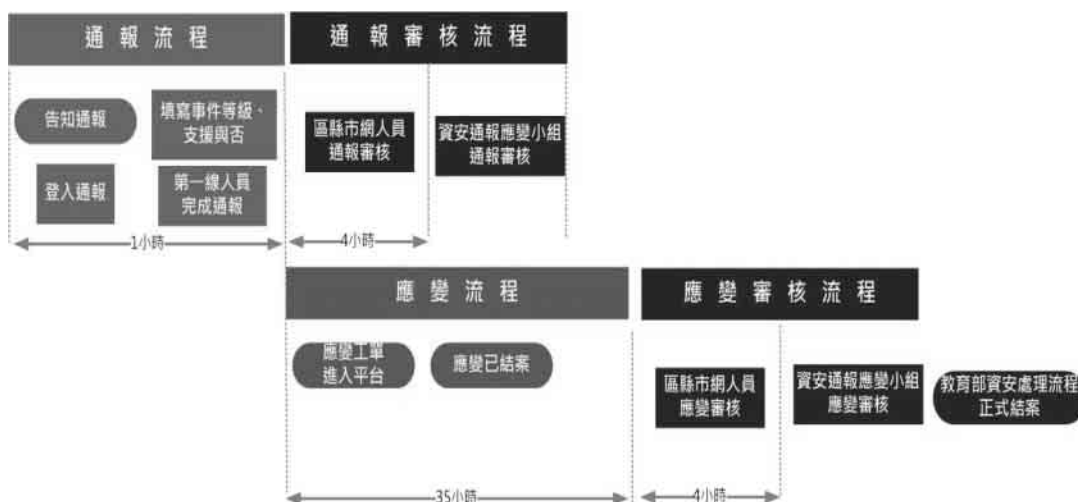 通報流程
通報審核流程
告知通報
填寫事件等級、
支援與否
登入通報
第一線人員
完成通報
區縣市網人員
通報審核
資安通報應變小組
通報審核
1小時
4小時
應變流程
應變審核流程
應變工單
進入平台
應變已結案
區縣市網人員
應變審核
資安通報應變小組
應變審核
教育部資安處理流程
正式結案
35小時
4小時